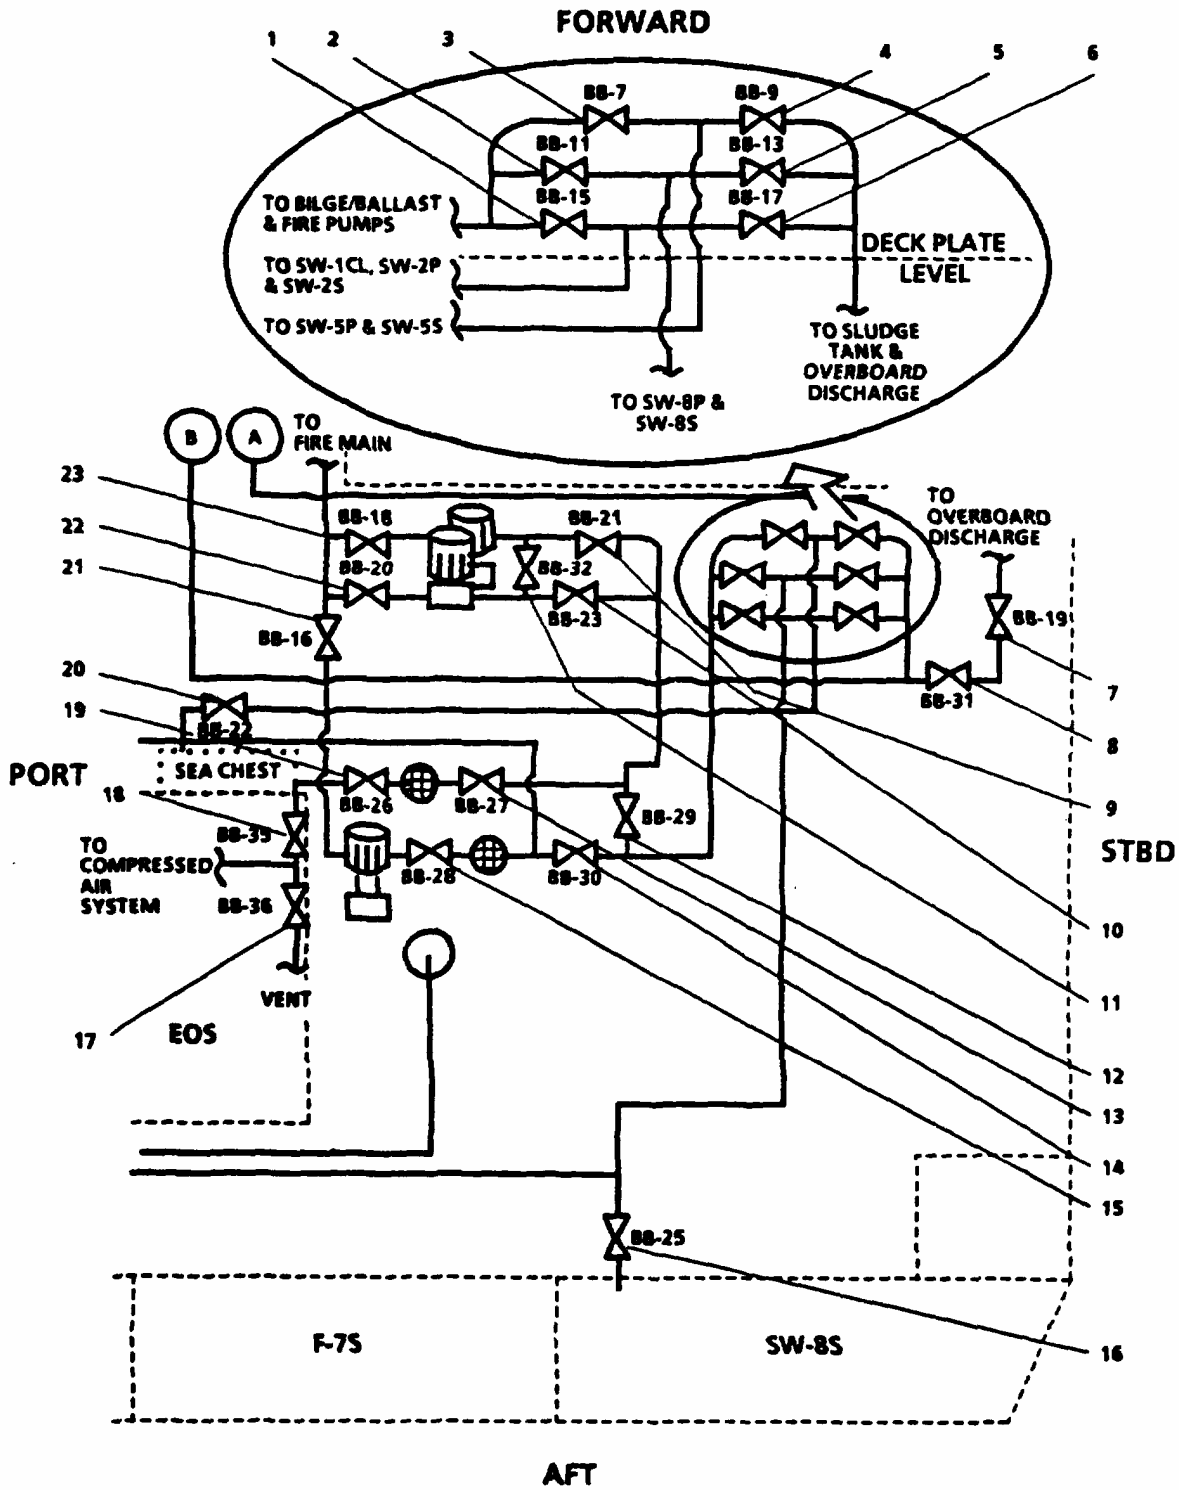 FORWARD
1 2 3 4 5 6
BB-7 BB-9
BB-11 BB-13
BB-15 BB-17
TO BILGE/BALLAST
& FIRE PUMPS
DECK PLATE
LEVEL
TO SW-1CL, SW-2P
& SW-2S
TO SW-5P & SW-5S
TO SLUDGE
TANK &
OVERBOARD
DISCHARGE
TO SW-8P &
SW-8S
B A
TO
FIRE MAIN
TO
OVERBOARD
DISCHARGE
23
22
21
BB-18 BB-21
BB-20 BB-32
BB-23
BB-16
BB-19
20
19
7
BB-31
8
BB-22
SEA CHEST
PORT
18
BB-26 BB-27
BB-29
9
BB-35
TO
COMPRESSED
AIR
SYSTEM
BB-28 BB-30
STBD
BB-36
10
VENT
11
17
EOS
12
13
14
15
BB-25
F-7S
SW-8S
16
AFT